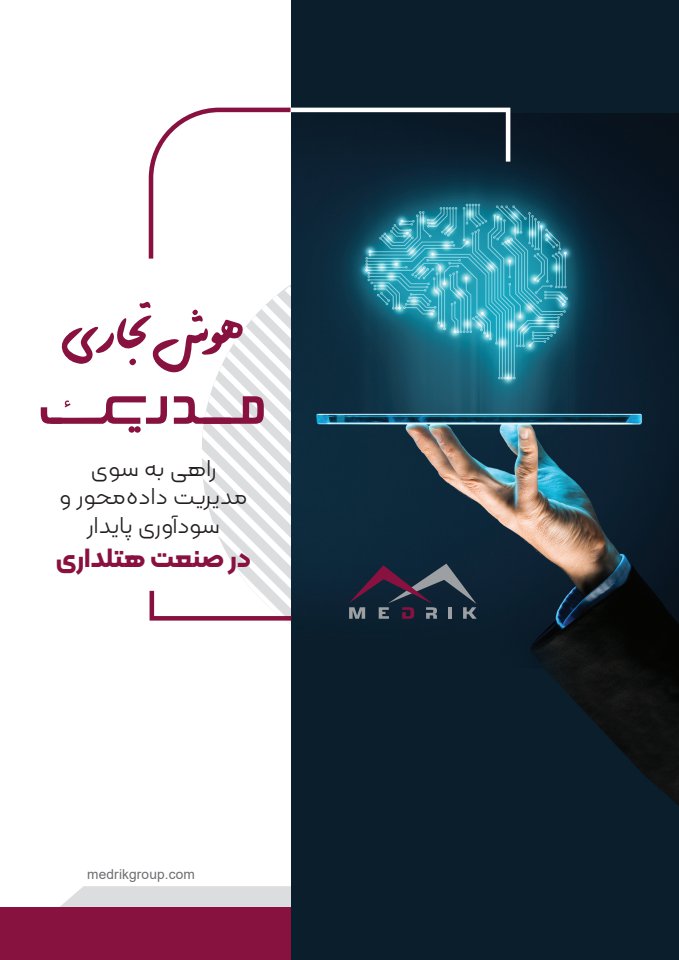 هوش تجاری
مدریک
راهی به سوی
مدیریت داده‌محور و
سودآوری پایدار
در صنعت هتلداری
MEDRIK
medrikgroup.com